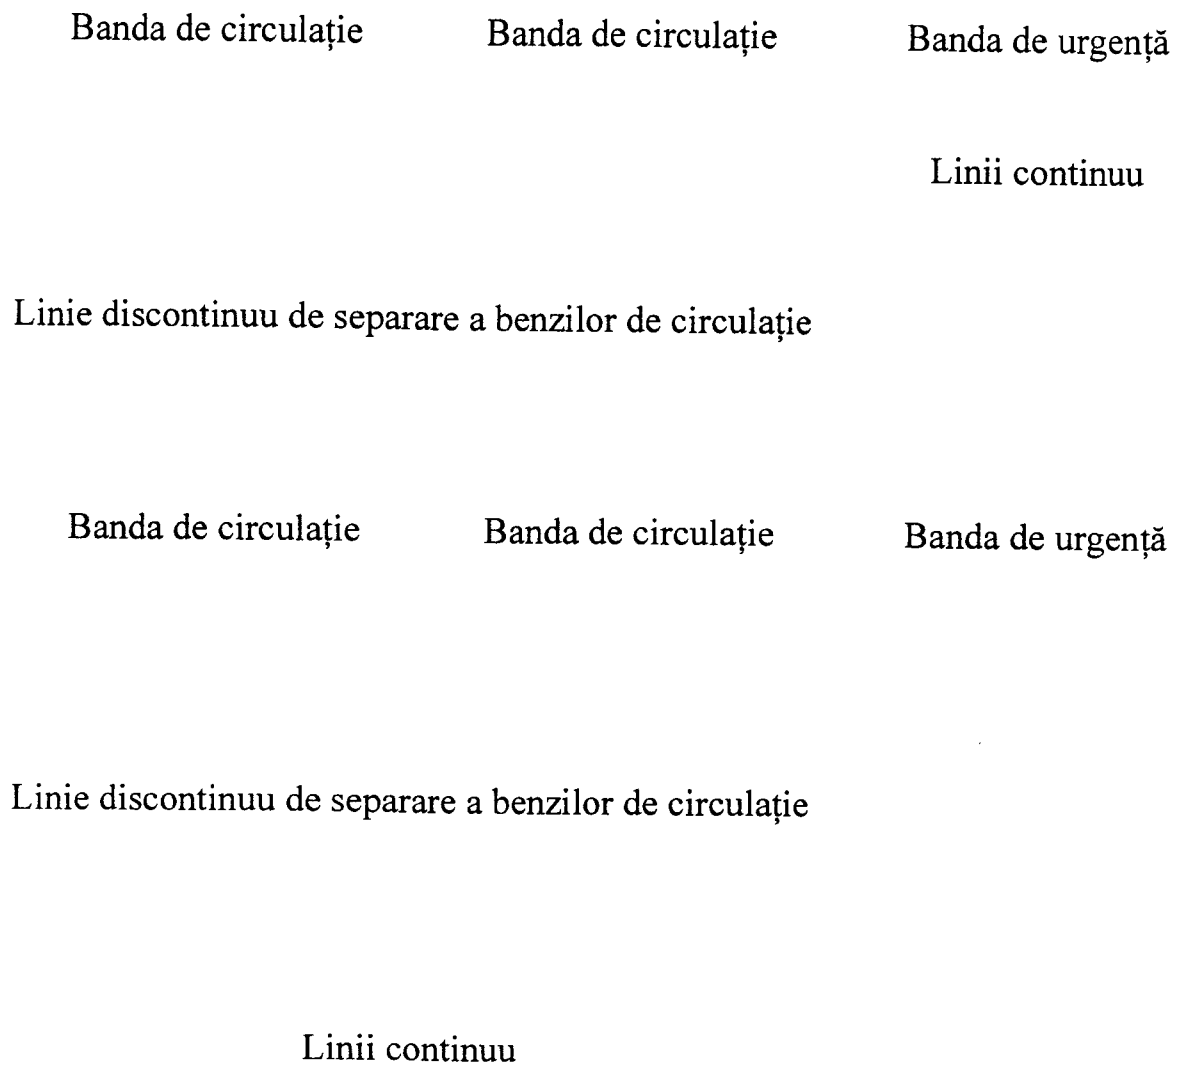 Banda de circulație Banda de circulație Banda de urgență
Linii continuu
Linie discontinuu de separare a benzilor de circulație
Banda de circulație Banda de circulație Banda de urgență
Linie discontinuu de separare a benzilor de circulație
Linii continuu